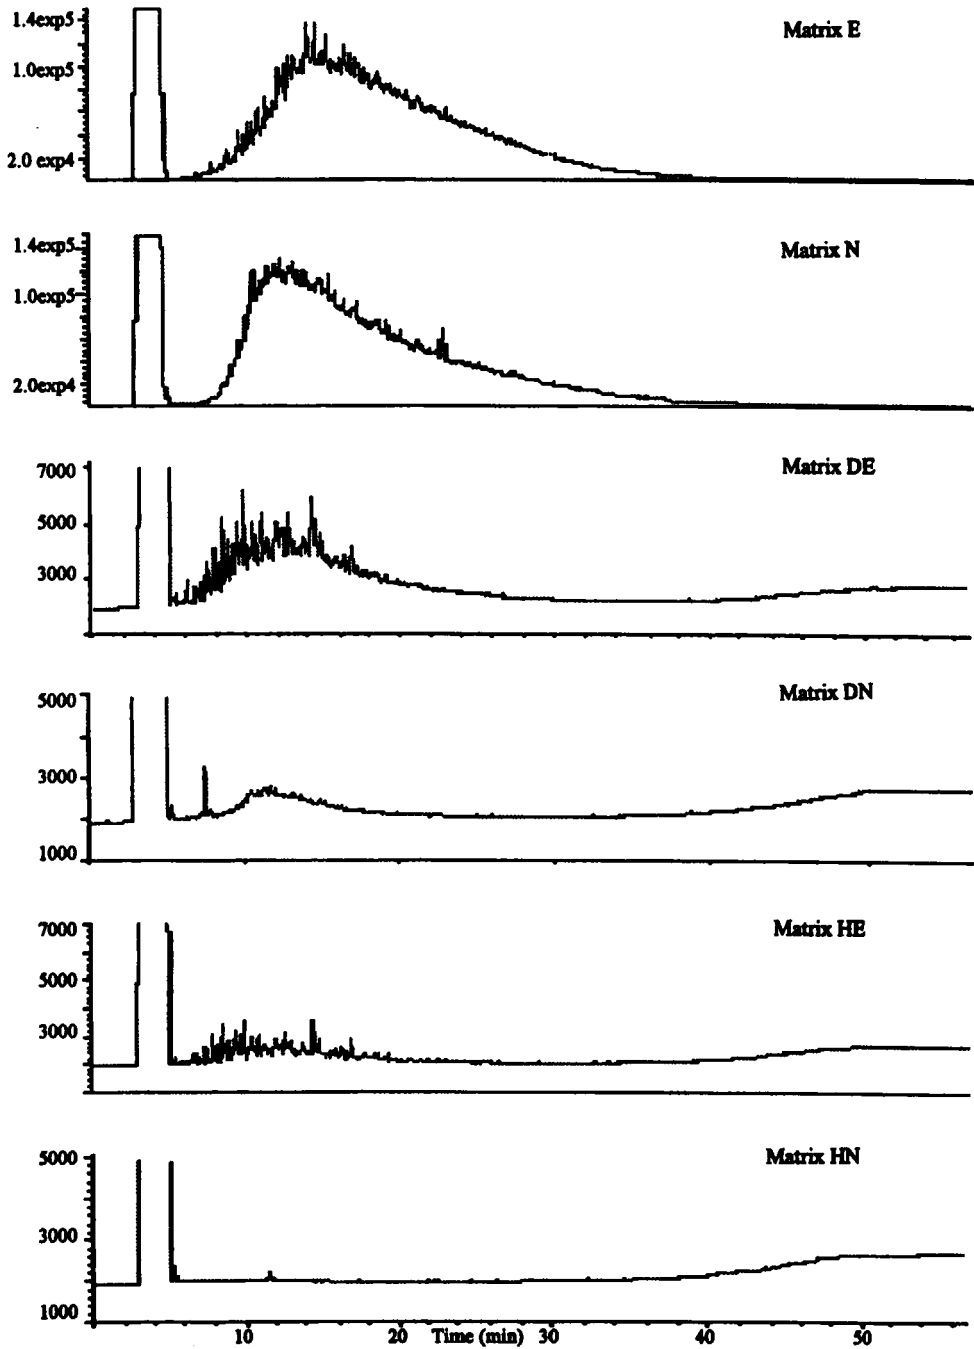 1.4exp5
Matrix E
1.0exp5
2.0 exp4
1.4exp5
Matrix N
1.0exp5
2.0exp4
7000
Matrix DE
5000
3000
5000
Matrix DN
3000
1000
7000
Matrix HE
5000
3000
5000
Matrix HN
3000
1000
10 20 Time (min) 30 40 50